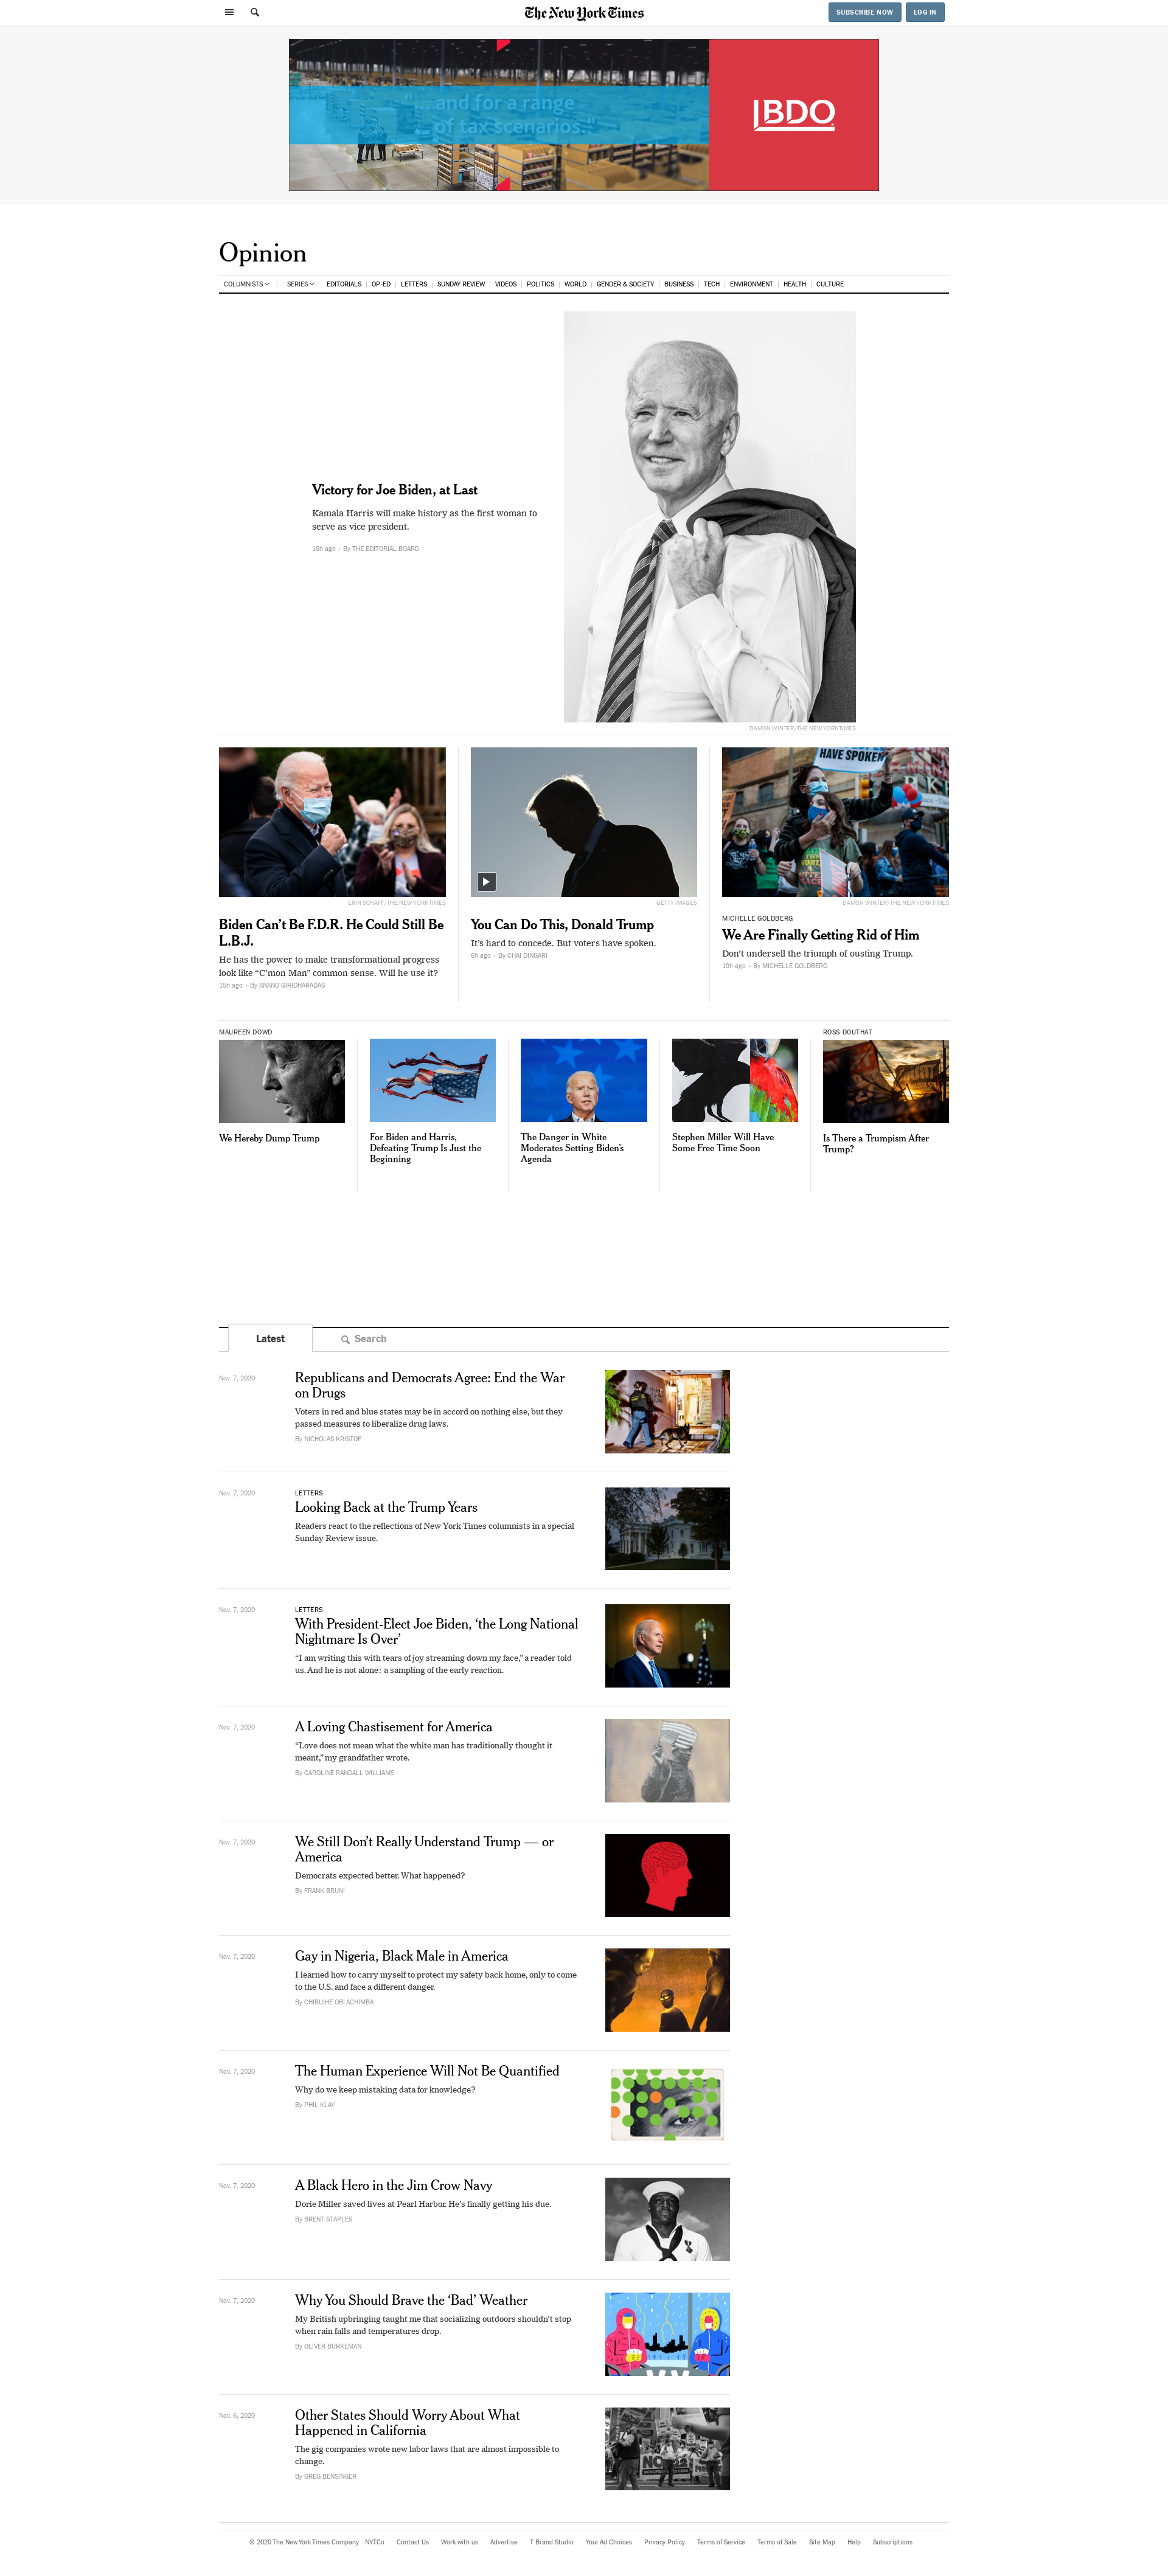 The New York Times
SUBSCRIBE NOW
LOG IN
"... and for a range
of tax scenarios."
BDO
Opinion
COLUMNISTS
SERIES
EDITORIALS
OP-ED
LETTERS
SUNDAY REVIEW
VIDEOS
POLITICS
WORLD
GENDER & SOCIETY
BUSINESS
TECH
ENVIRONMENT
HEALTH
CULTURE
Victory for Joe Biden, at Last
Kamala Harris will make history as the first woman to
serve as vice president.
18h ago • By THE EDITORIAL BOARD
DAMON WINTER/THE NEW YORK TIMES
ERIN SCHAFF/THE NEW YORK TIMES
Biden Can't Be F.D.R. He Could Still Be
L.B.J.
He has the power to make transformational progress
look like "C'mon Man" common sense. Will he use it?
15h ago • By ANAND GIRIDHARADAS
GETTY IMAGES
You Can Do This, Donald Trump
It's hard to concede. But voters have spoken.
6h ago • By CHAI DINGARI
HAVE SPOKEN
DAMON WINTER/THE NEW YORK TIMES
MICHELLE GOLDBERG
We Are Finally Getting Rid of Him
Don't undersell the triumph of ousting Trump.
19h ago • By MICHELLE GOLDBERG
MAUREEN DOWD
We Hereby Dump Trump
For Biden and Harris,
Defeating Trump Is Just the
Beginning
The Danger in White
Moderates Setting Biden's
Agenda
Stephen Miller Will Have
Some Free Time Soon
ROSS DOUTHAT
Is There a Trumpism After
Trump?
Latest
Search
Nov. 7, 2020
Republicans and Democrats Agree: End the War
on Drugs
Voters in red and blue states may be in accord on nothing else, but they
passed measures to liberalize drug laws.
By NICHOLAS KRISTOF
Nov. 7, 2020
LETTERS
Looking Back at the Trump Years
Readers react to the reflections of New York Times columnists in a special
Sunday Review issue.
Nov. 7, 2020
LETTERS
With President-Elect Joe Biden, 'the Long National
Nightmare Is Over'
"I am writing this with tears of joy streaming down my face," a reader told
us. And he is not alone: a sampling of the early reaction.
Nov. 7, 2020
A Loving Chastisement for America
"Love does not mean what the white man has traditionally thought it
meant," my grandfather wrote.
By CAROLINE RANDALL WILLIAMS
Nov. 7, 2020
We Still Don't Really Understand Trump — or
America
Democrats expected better. What happened?
By FRANK BRUNI
Nov. 7, 2020
Gay in Nigeria, Black Male in America
I learned how to carry myself to protect my safety back home, only to come
to the U.S. and face a different danger.
By CHIBUIHE OBI ACHIMBA
Nov. 7, 2020
The Human Experience Will Not Be Quantified
Why do we keep mistaking data for knowledge?
By PHIL KLAY
Nov. 7, 2020
A Black Hero in the Jim Crow Navy
Dorie Miller saved lives at Pearl Harbor. He's finally getting his due.
By BRENT STAPLES
Nov. 7, 2020
Why You Should Brave the 'Bad' Weather
My British upbringing taught me that socializing outdoors shouldn't stop
when rain falls and temperatures drop.
By OLIVER BURKEMAN
Nov. 6, 2020
Other States Should Worry About What
Happened in California
The gig companies wrote new labor laws that are almost impossible to
change.
By GREG BENSINGER
NO
© 2020 The New York Times Company
NYTCo
Contact Us
Work with us
Advertise
T Brand Studio
Your Ad Choices
Privacy Policy
Terms of Service
Terms of Sale
Site Map
Help
Subscriptions